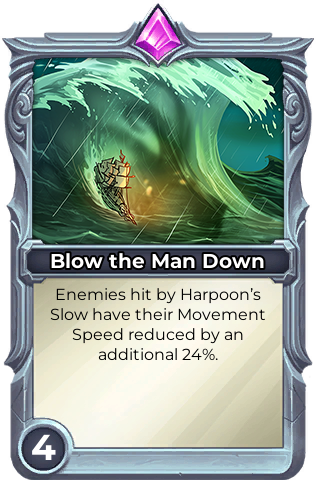 Blow the Man Down
Enemies hit by Harpoon's
Slow have their Movement
Speed reduced by an
additional 24%.
4